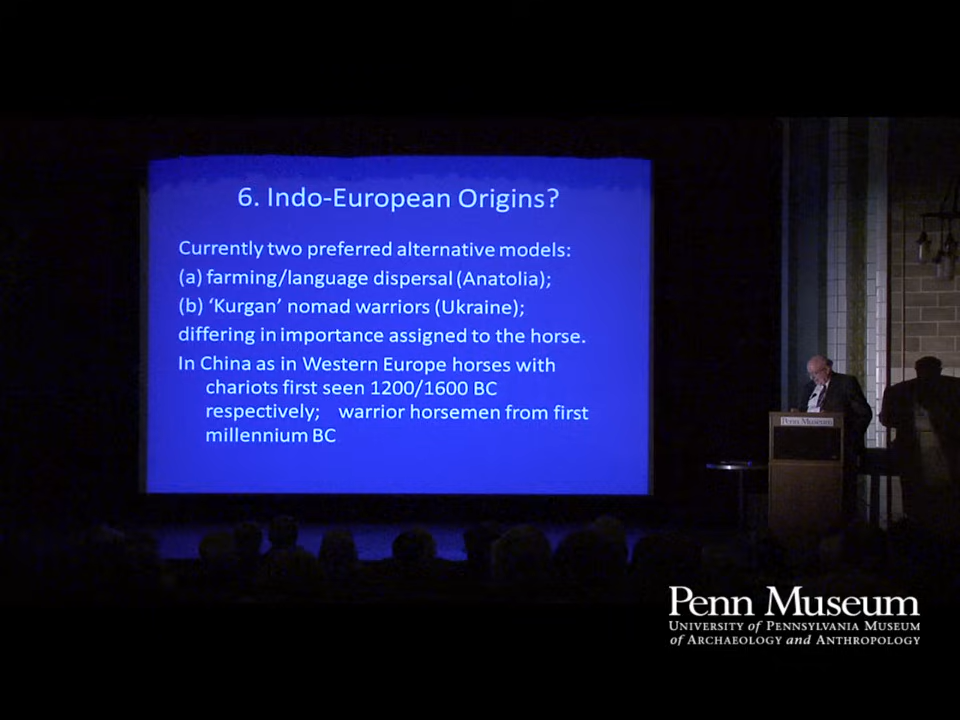 6. Indo-European Origins?
Currently two preferred alternative models:
(a) farming/language dispersal (Anatolia);
(b) ‘Kurgan’ nomad warriors (Ukraine);
differing in importance assigned to the horse.
In China as in Western Europe horses with
chariots first seen 1200/1600 BC
respectively; warrior horsemen from first
millennium BC
Penn Museum
Penn Museum
University of Pennsylvania Museum
of Archaeology and Anthropology